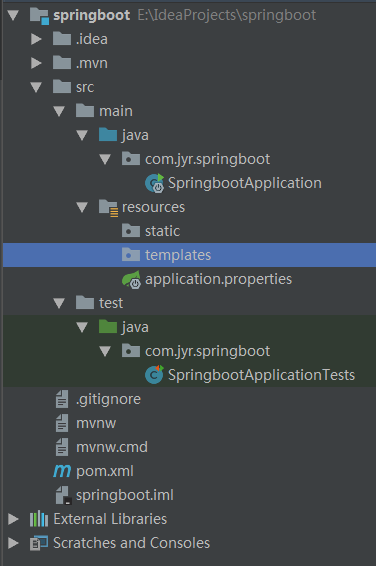 springboot E:\IdeaProjects\springboot
.idea
.mvn
src
main
java
com.jyr.springboot
SpringbootApplication
resources
static
templates
application.properties
test
java
com.jyr.springboot
SpringbootApplicationTests
.gitignore
mvnw
mvnw.cmd
pom.xml
springboot.iml
External Libraries
Scratches and Consoles